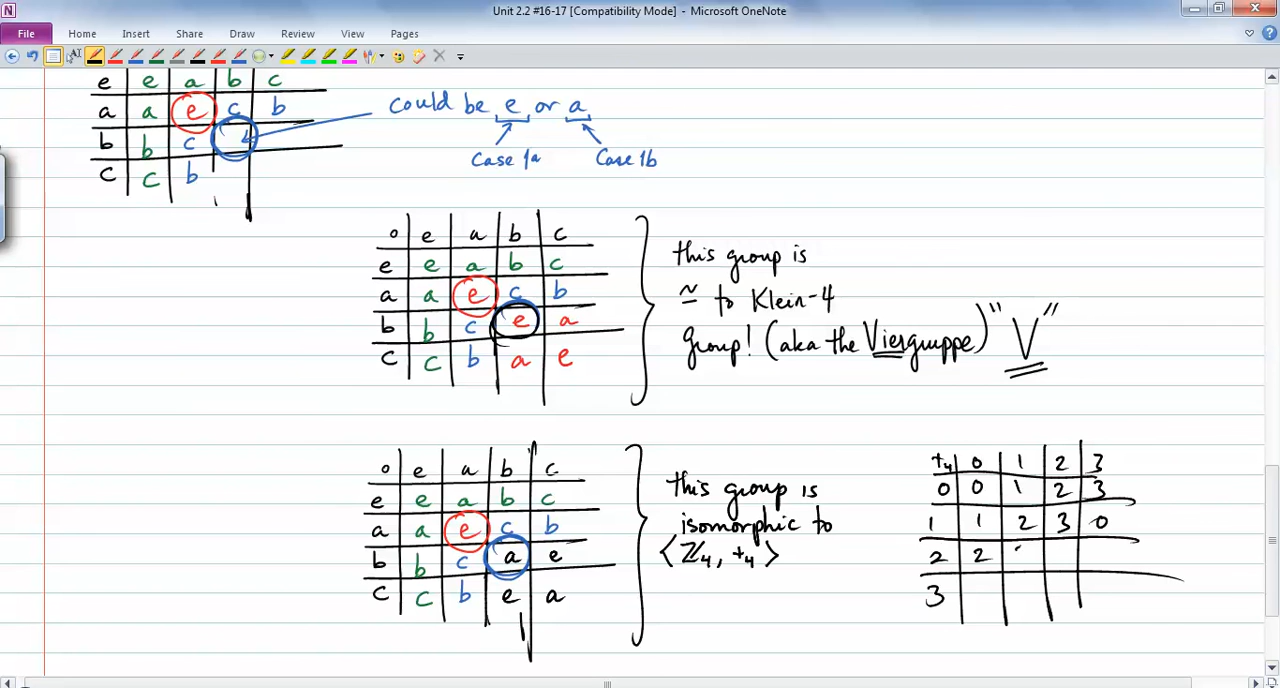 Unit 2.2 #16-17 [Compatibility Mode] - Microsoft OneNote
File Home Insert Share Draw Review View Pages
e e a b c
a a e c b
b b c
c c b
could be e or a
Case 1a Case 1b
o e a b c
e e a b c
a a e c b
b b c e a
c c b a e
this group is
≅ to Klein-4
group! (aka the Viergruppe) "V"
o e a b c
e e a b c
a a e c b
b b c a e
c c b e a
this group is
isomorphic to
⟨ℤ₄, +₄⟩
+₄ 0 1 2 3
0 0 1 2 3
1 1 2 3 0
2 2
3